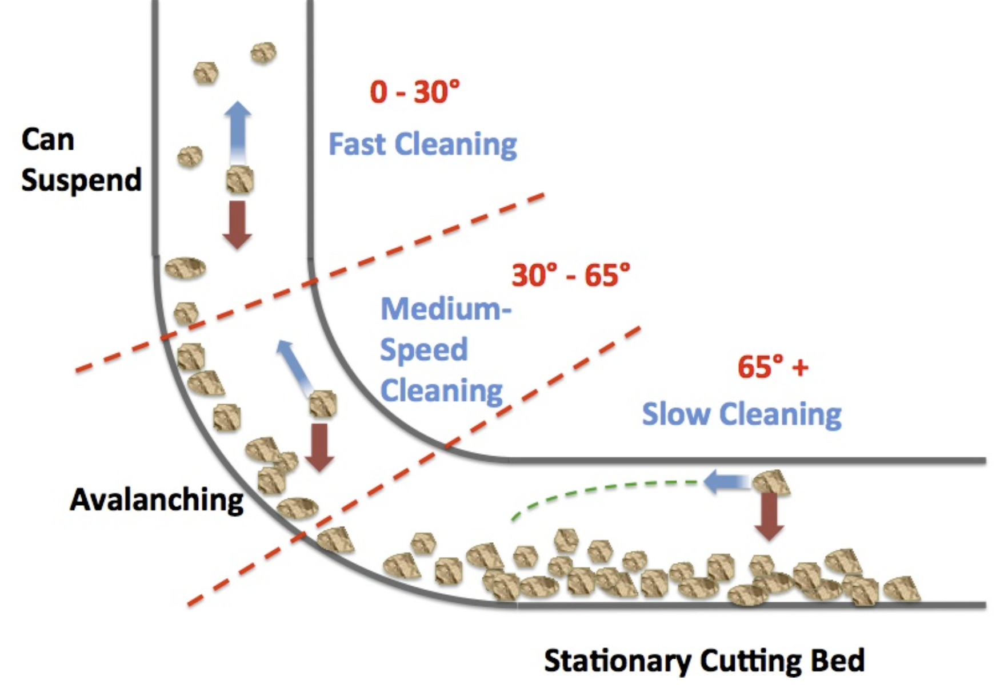 0 - 30°
Fast Cleaning
Can
Suspend
30° - 65°
Medium-
Speed
Cleaning
65° +
Slow Cleaning
Avalanching
Stationary Cutting Bed